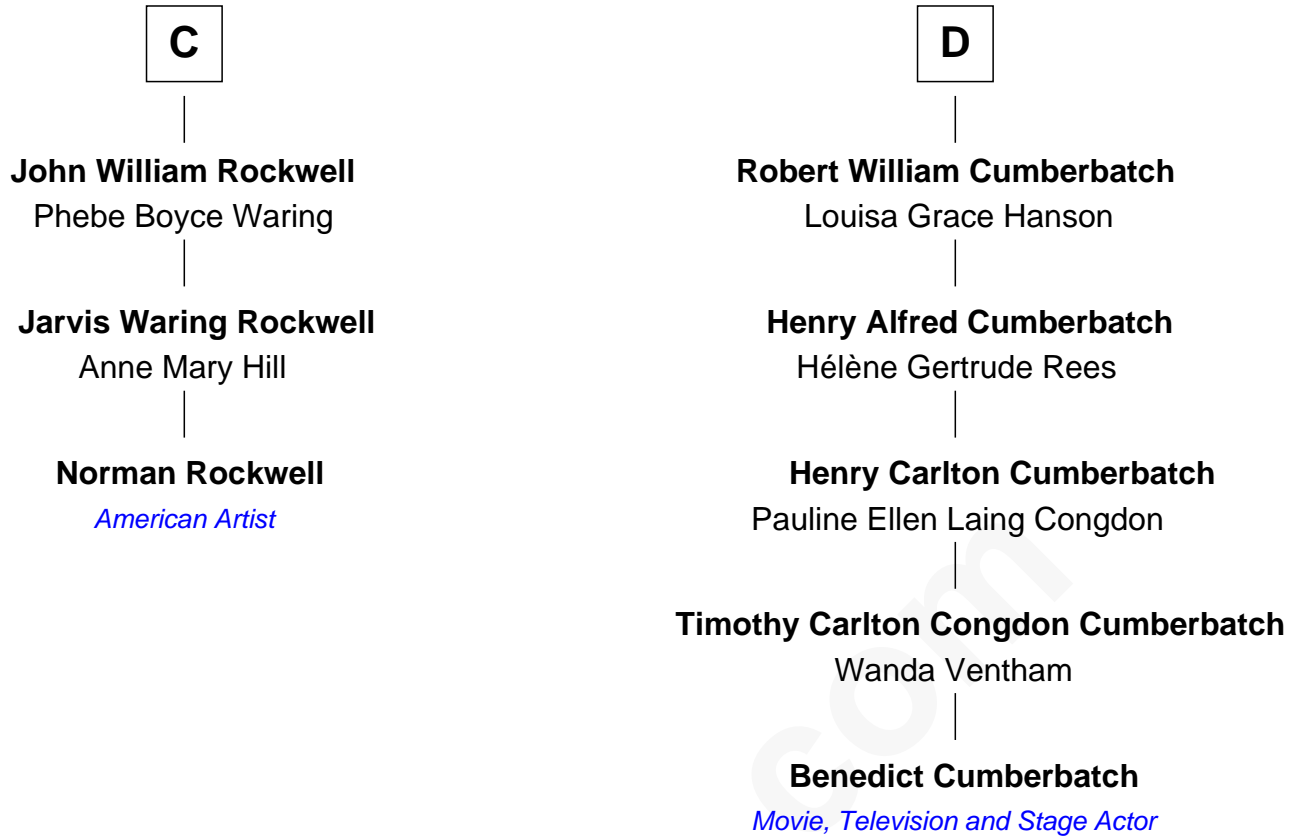 C
John William Rockwell
Phebe Boyce Waring
Jarvis Waring Rockwell
Anne Mary Hill
Norman Rockwell
American Artist
D
Robert William Cumberbatch
Louisa Grace Hanson
Henry Alfred Cumberbatch
Hélène Gertrude Rees
Henry Carlton Cumberbatch
Pauline Ellen Laing Congdon
Timothy Carlton Congdon Cumberbatch
Wanda Ventham
Benedict Cumberbatch
Movie, Television and Stage Actor
com